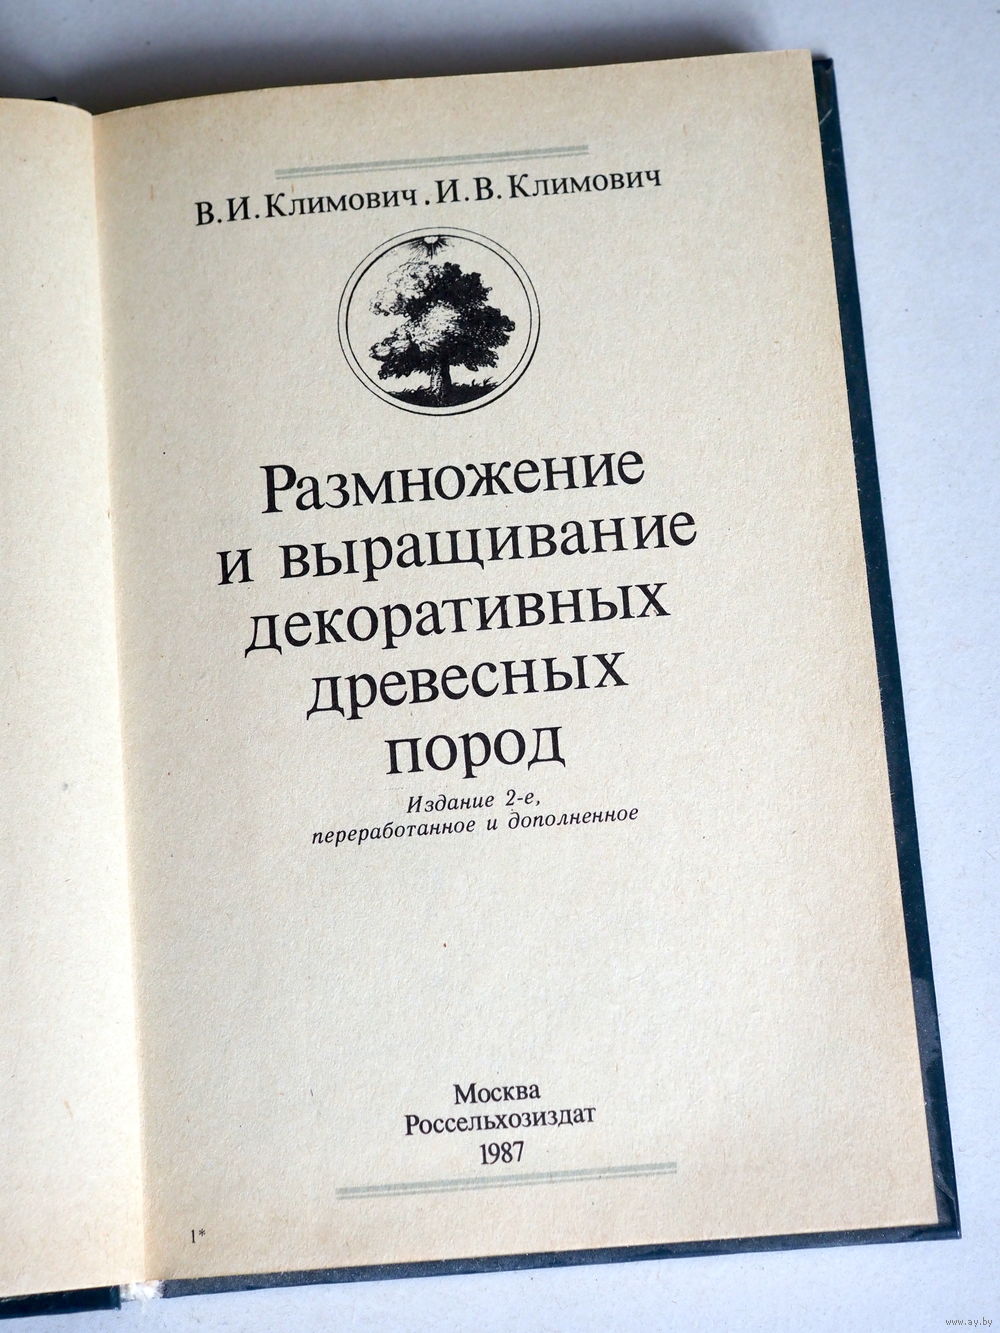 В. И. Климович, И. В. Климович
Размножение
и выращивание
декоративных
древесных
пород
Издание 2-е,
переработанное и дополненное
Москва
Россельхозиздат
1987
1*
www.ay.by